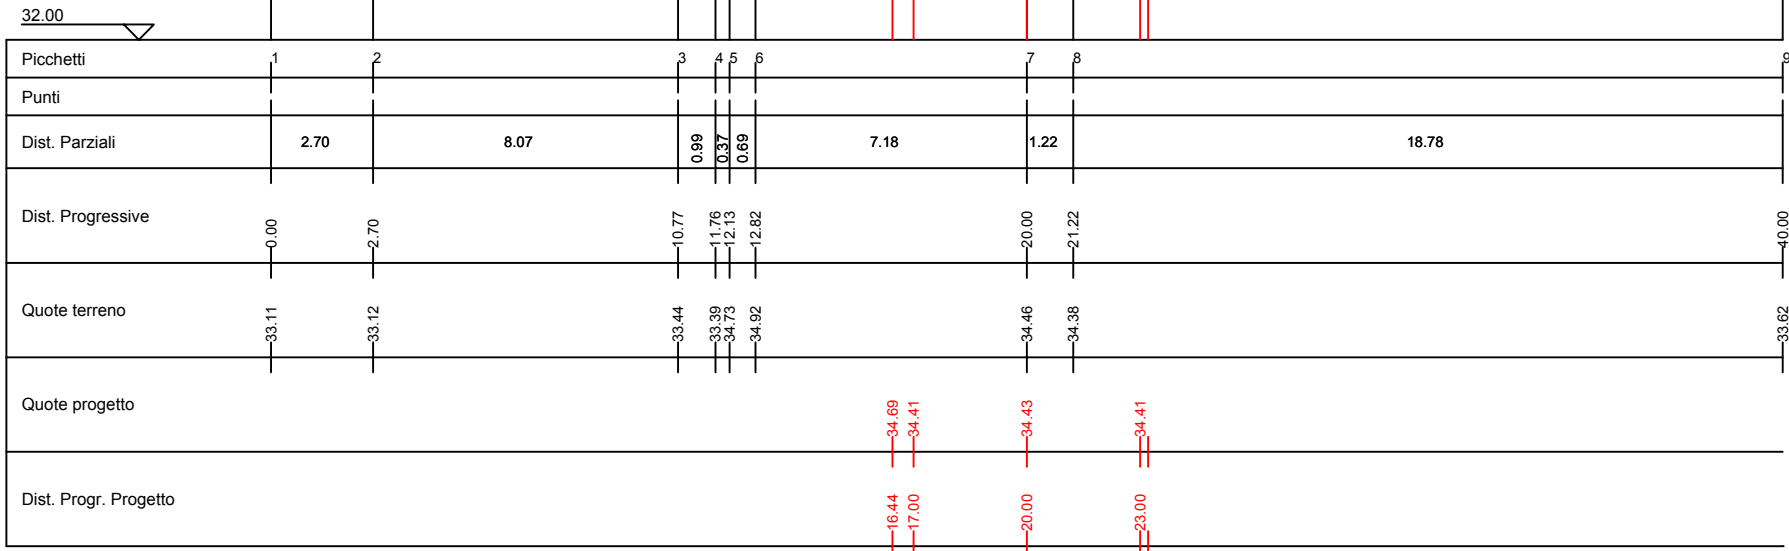 32.00
Picchetti 1 2 3 4 5 6 7 8 9
Punti
Dist. Parziali 2.70 8.07 0.99 0.37 0.69 7.18 1.22 18.78
Dist. Progressive 0.00 2.70 10.77 11.76 12.13 12.82 20.00 21.22 40.00
Quote terreno 33.11 33.12 33.44 33.39 34.73 34.92 34.46 34.38 33.62
Quote progetto 34.69 34.41 34.43 34.41
Dist. Progr. Progetto 16.44 17.00 20.00 23.00